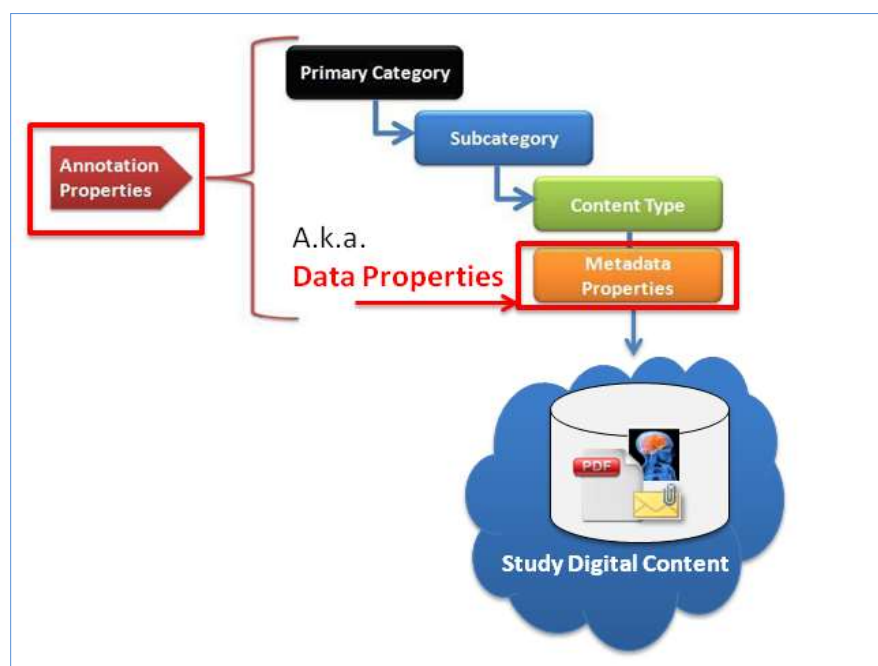 Primary Category
Subcategory
Annotation
Properties
Content Type
A.k.a.
Data Properties
Metadata
Properties
PDF
Study Digital Content